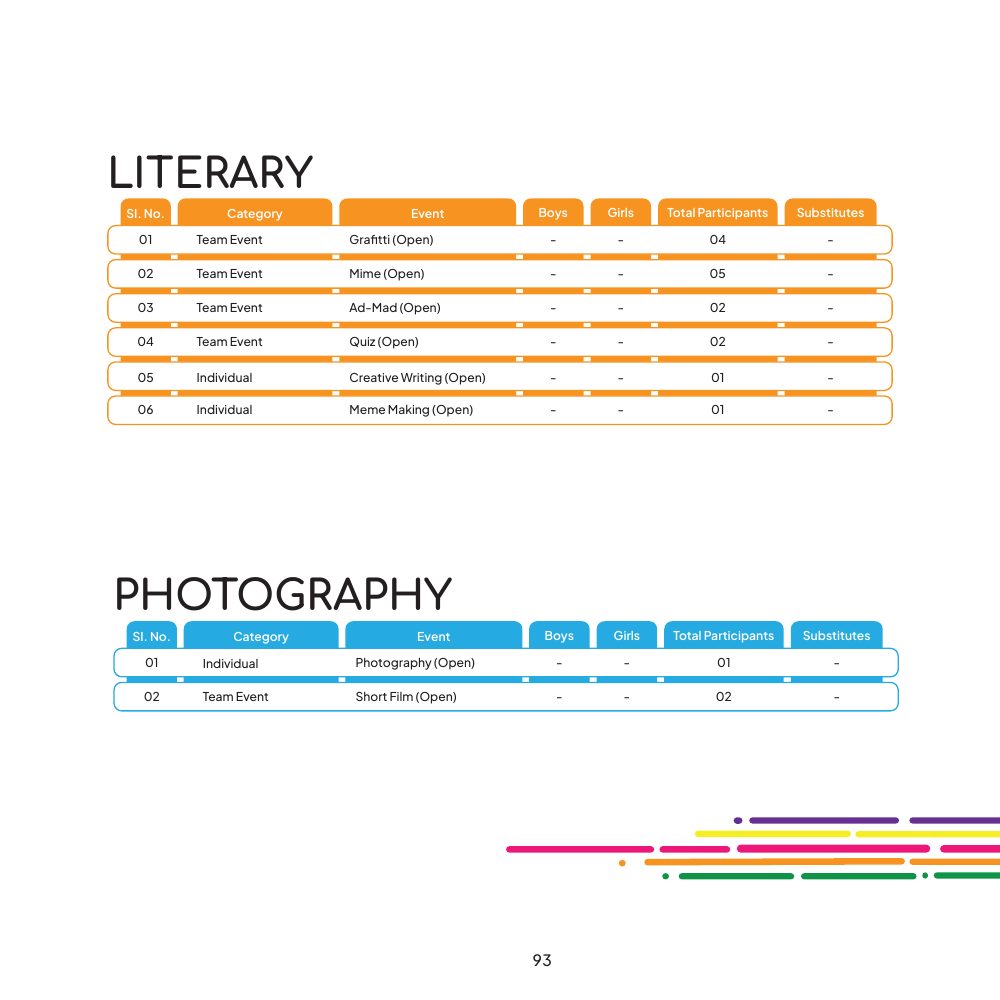 LITERARY
Sl. No. Category Event Boys Girls Total Participants Substitutes
01 Team Event Grafitti (Open) - - 04 -
02 Team Event Mime (Open) - - 05 -
03 Team Event Ad-Mad (Open) - - 02 -
04 Team Event Quiz (Open) - - 02 -
05 Individual Creative Writing (Open) - - 01 -
06 Individual Meme Making (Open) - - 01 -
PHOTOGRAPHY
Sl. No. Category Event Boys Girls Total Participants Substitutes
01 Individual Photography (Open) - - 01 -
02 Team Event Short Film (Open) - - 02 -
93